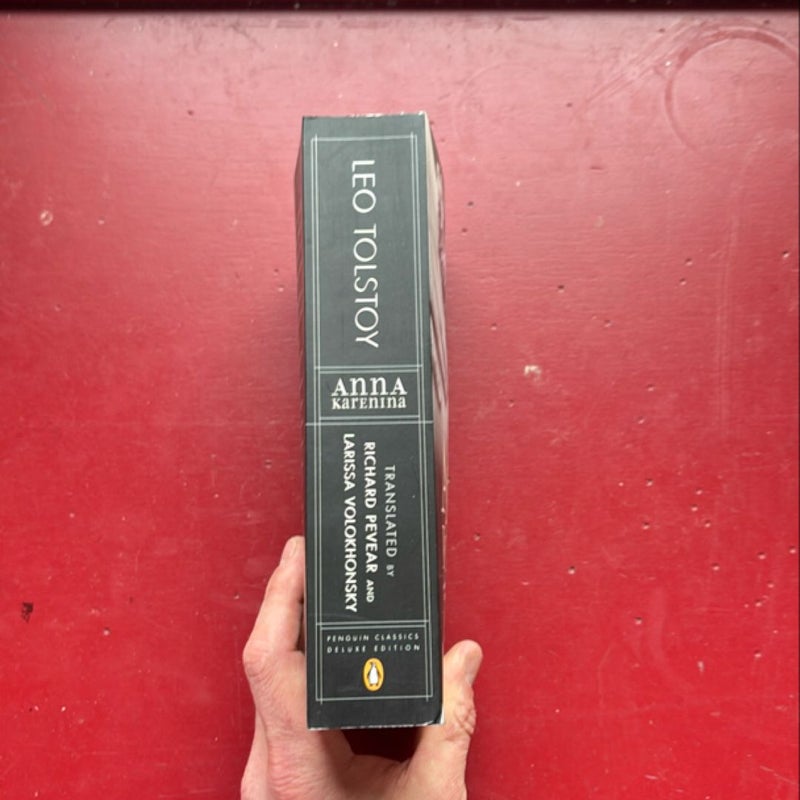 LEO TOLSTOY
ANNA
KARENINA
TRANSLATED BY
RICHARD PEVEAR AND
LARISSA VOLOKHONSKY
PENGUIN CLASSICS
DELUXE EDITION